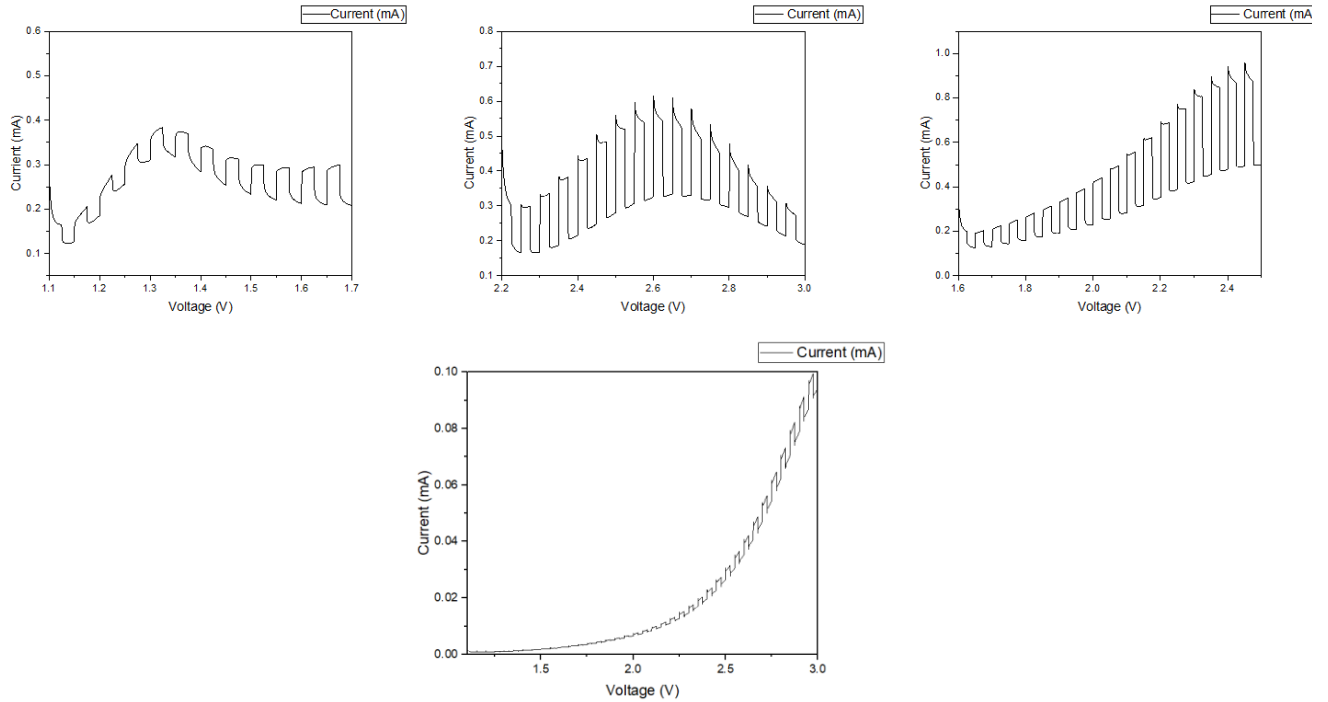 Current (mA)
0.6
0.5
0.4
0.3
0.2
0.1
Current (mA)
1.1 1.2 1.3 1.4 1.5 1.6 1.7
Voltage (V)
Current (mA)
0.8
0.7
0.6
0.5
0.4
0.3
0.2
0.1
Current (mA)
2.2 2.4 2.6 2.8 3.0
Voltage (V)
Current (mA
1.0
0.8
0.6
0.4
0.2
0.0
Current (mA)
1.6 1.8 2.0 2.2 2.4
Voltage (V)
Current (mA)
0.10
0.08
0.06
0.04
0.02
0.00
Current (mA)
1.5 2.0 2.5 3.0
Voltage (V)